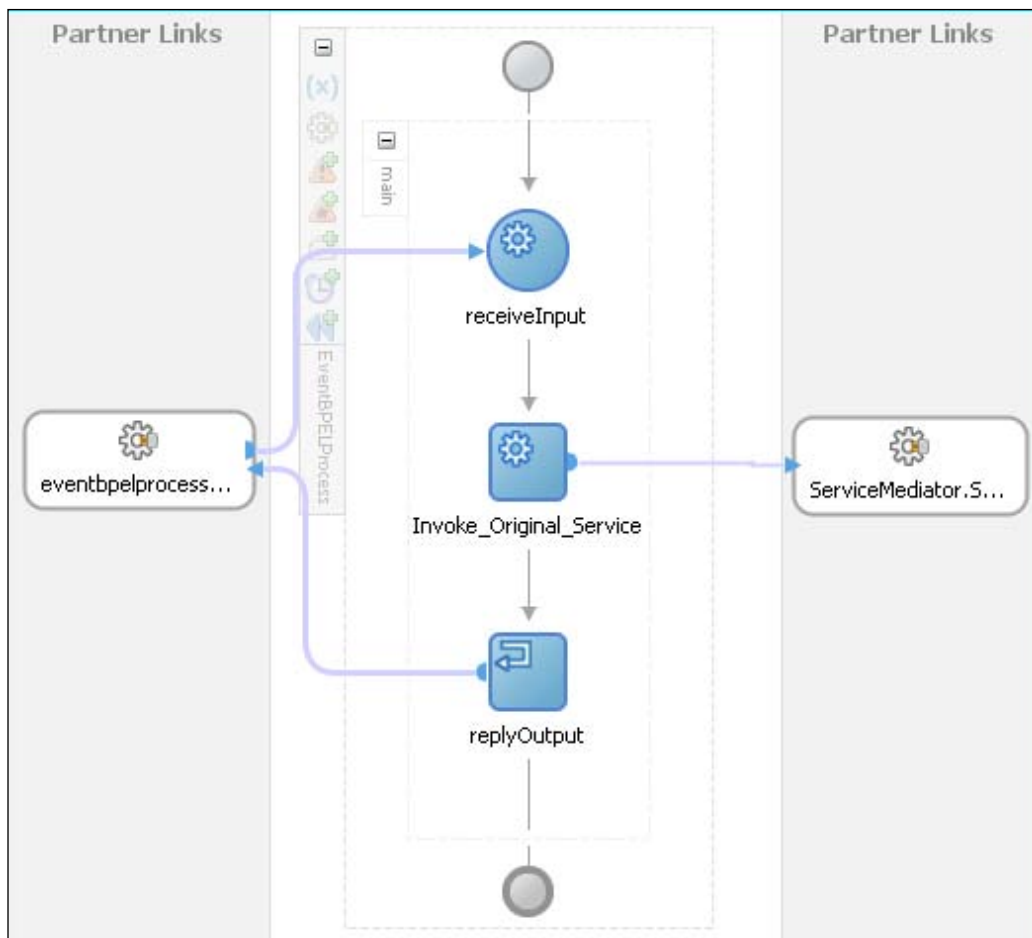 Partner Links
Partner Links
(x)
main
receiveInput
EventBPELProcess
eventbpelprocess...
Invoke_Original_Service
ServiceMediator.S...
replyOutput